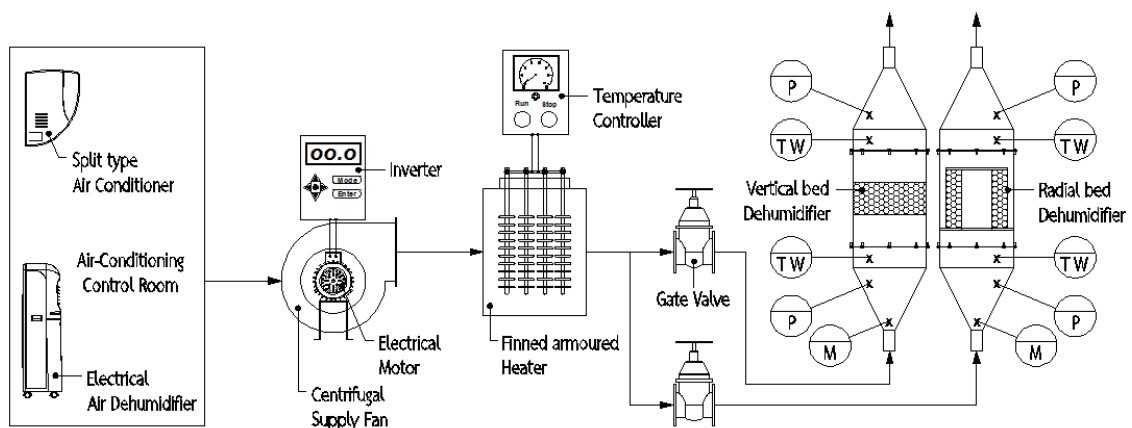 Split type
Air Conditioner
Air-Conditioning
Control Room
Electrical
Air Dehumidifier
00.0
Mode
Enter
Inverter
Electrical
Motor
Centrifugal
Supply Fan
Run
Stop
Temperature
Controller
Finned armoured
Heater
Gate Valve
P
TW
Vertical bed
Dehumidifier
TW
P
M
P
TW
Radial bed
Dehumidifier
TW
P
M